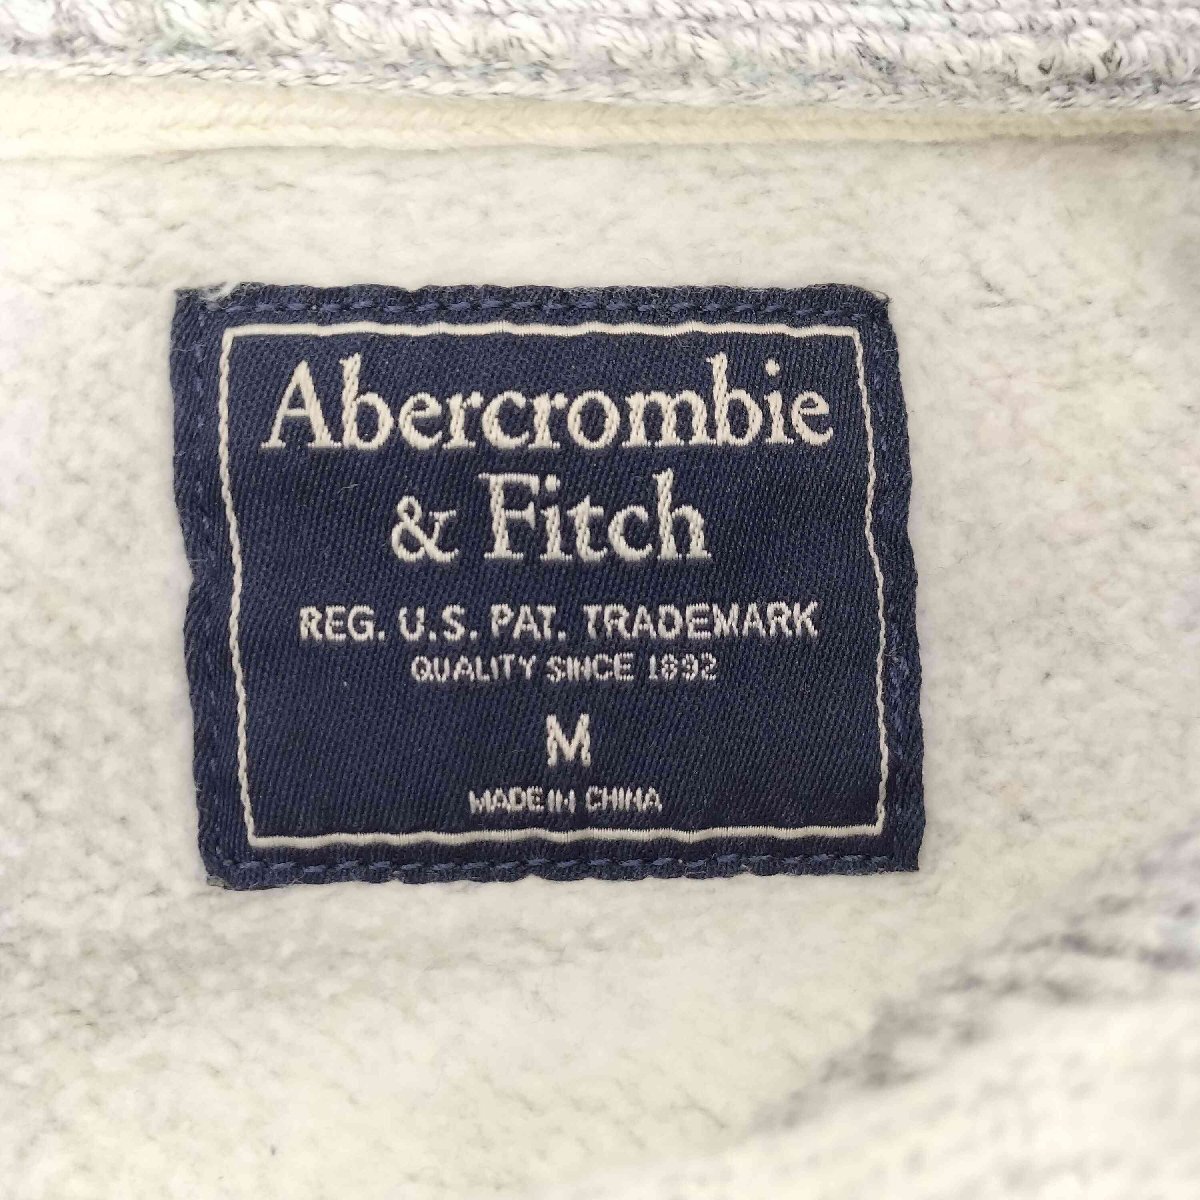 Abercrombie
& Fitch
REG. U.S. PAT. TRADEMARK
QUALITY SINCE 1892
M
MADE IN CHINA